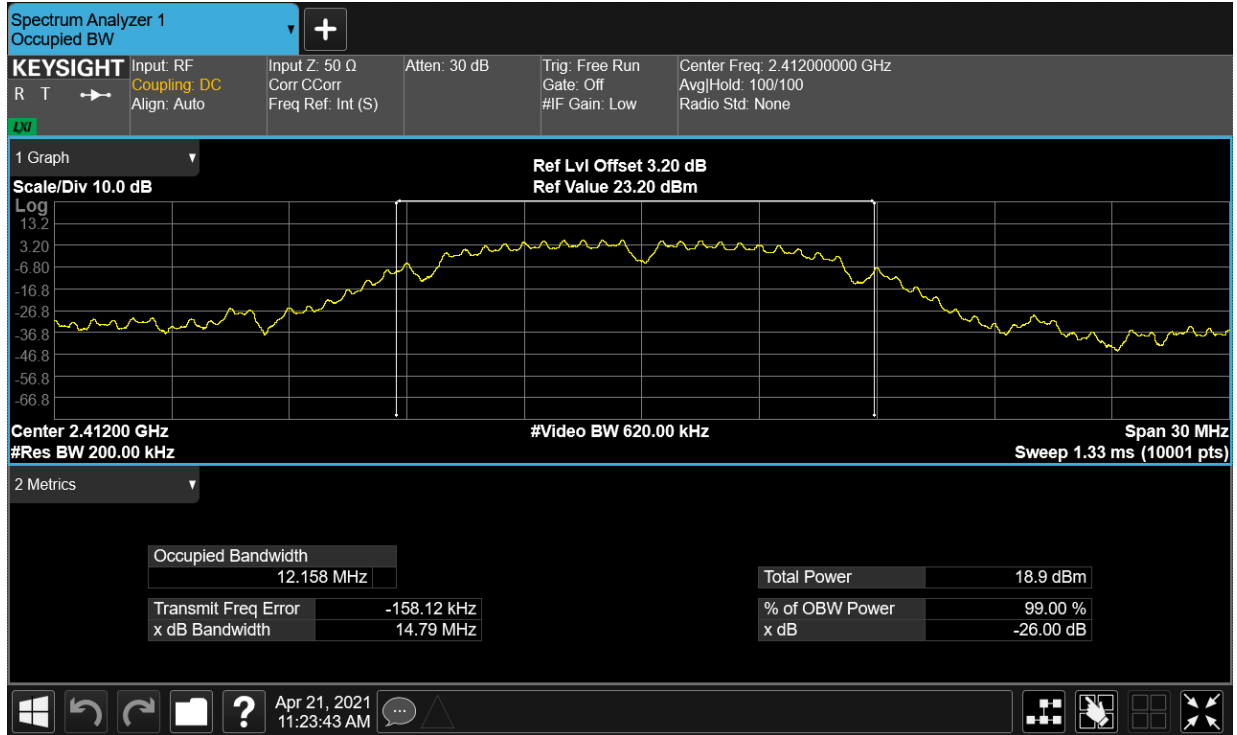 Spectrum Analyzer 1
Occupied BW
KEYSIGHT
R T
LXI
Input: RF
Coupling: DC
Align: Auto
Input Z: 50 Ω
Corr CCorr
Freq Ref: Int (S)
Atten: 30 dB
Trig: Free Run
Gate: Off
#IF Gain: Low
Center Freq: 2.412000000 GHz
Avg|Hold: 100/100
Radio Std: None
1 Graph
Scale/Div 10.0 dB
Ref Lvl Offset 3.20 dB
Ref Value 23.20 dBm
Log
13.2
3.20
-6.80
-16.8
-26.8
-36.8
-46.8
-56.8
-66.8
Center 2.41200 GHz
#Video BW 620.00 kHz
Span 30 MHz
#Res BW 200.00 kHz
Sweep 1.33 ms (10001 pts)
2 Metrics
Occupied Bandwidth
12.158 MHz
Total Power 18.9 dBm
Transmit Freq Error -158.12 kHz
% of OBW Power 99.00 %
x dB Bandwidth 14.79 MHz
x dB -26.00 dB
?
Apr 21, 2021
11:23:43 AM